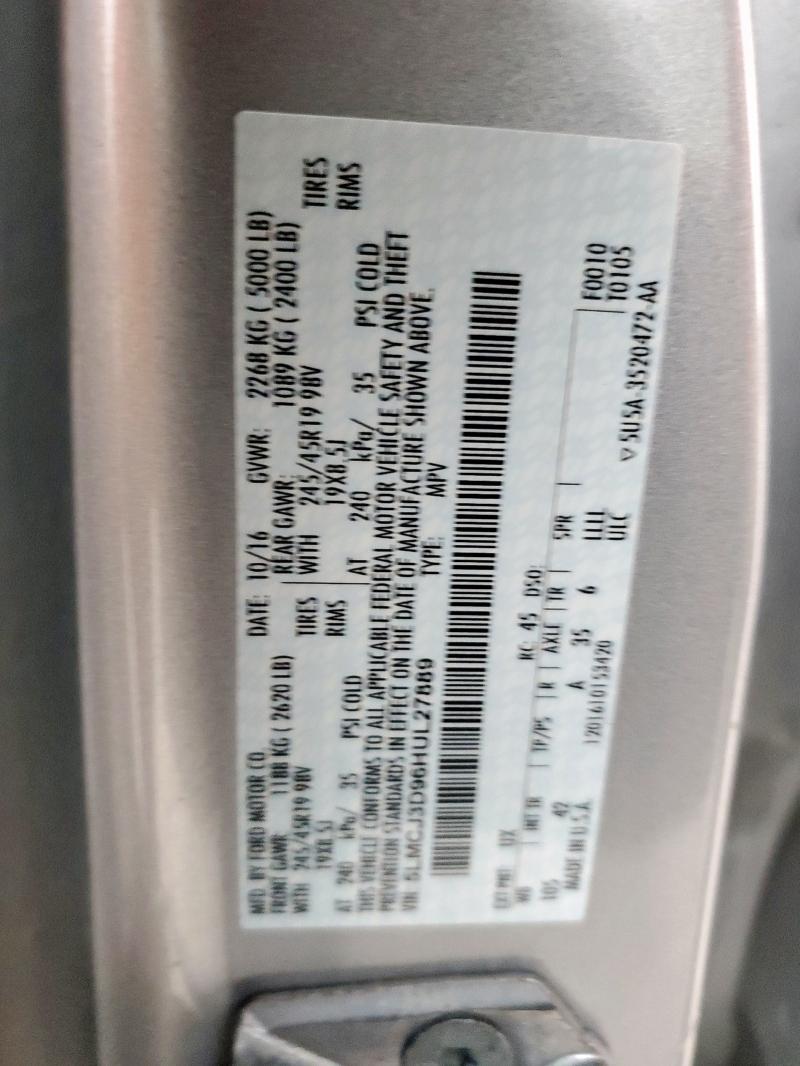 MFD. BY FORD MOTOR CO. DATE: 10/16 GVWR: 2268 KG ( 5000 LB)
FRONT GAWR: 1188 KG ( 2620 LB) REAR GAWR: 1089 KG ( 2400 LB)
WITH 245/45R19 98V TIRES WITH 245/45R19 98V TIRES
19X8.5J RIMS 19X8.5J RIMS
AT 240 kPa/ 35 PSI COLD AT 240 kPa/ 35 PSI COLD
THIS VEHICLE CONFORMS TO ALL APPLICABLE FEDERAL MOTOR VEHICLE SAFETY AND THEFT
PREVENTION STANDARDS IN EFFECT ON THE DATE OF MANUFACTURE SHOWN ABOVE.
VIN: 5LMCJ3D96HUL27889 TYPE: MPV
EXT PNT: UX RC: 45 DSO: F0010
WB INT TR TP/PS R AXLE TR SPR T0105
105 42 A 35 6 LLLL
MADE IN U.S.A. 1201610153420 ULC ▽5U5A-3520472-AA